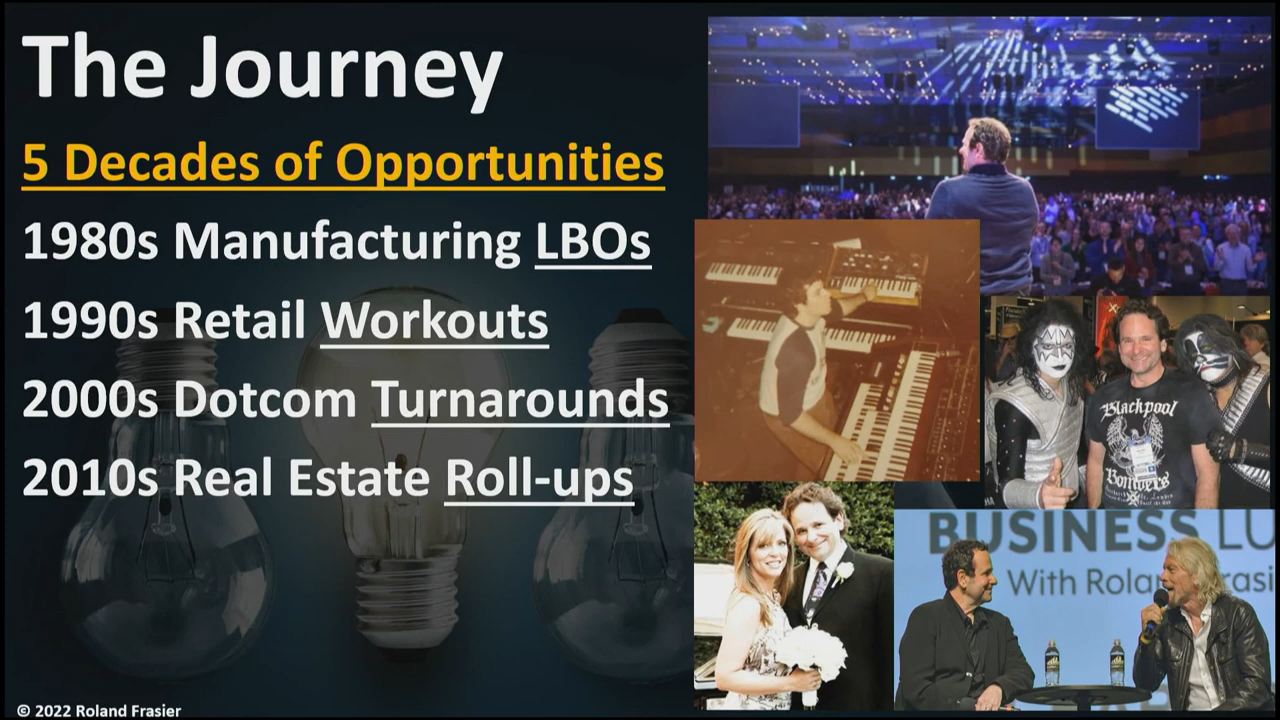 The Journey
5 Decades of Opportunities
1980s Manufacturing LBOs
1990s Retail Workouts
2000s Dotcom Turnarounds
2010s Real Estate Roll-ups
Blackpool
Bombers
BUSINESS LU
With Roland Frasi
© 2022 Roland Frasier